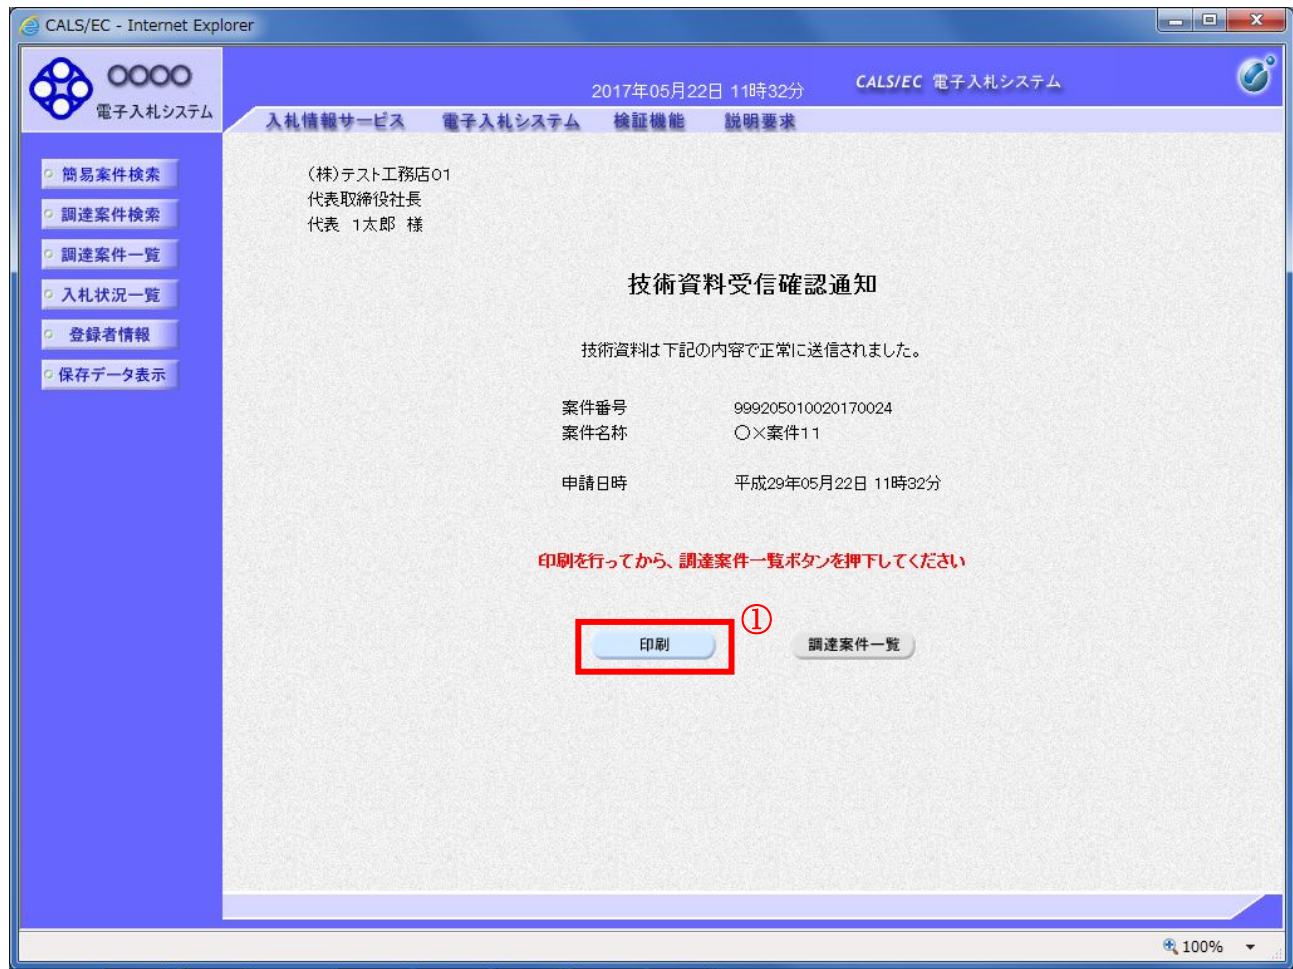 CALS/EC - Internet Explorer
〇〇〇〇
電子入札システム
2017年05月22日 11時32分
CALS/EC 電子入札システム
入札情報サービス 電子入札システム 検証機能 説明要求
簡易案件検索
調達案件検索
調達案件一覧
入札状況一覧
登録者情報
保存データ表示
(株)テスト工務店01
代表取締役社長
代表 1太郎 様
技術資料受信確認通知
技術資料は下記の内容で正常に送信されました。
案件番号 999205010020170024
案件名称 〇×案件11
申請日時 平成29年05月22日 11時32分
印刷を行ってから、調達案件一覧ボタンを押下してください
①
印刷 調達案件一覧
100%